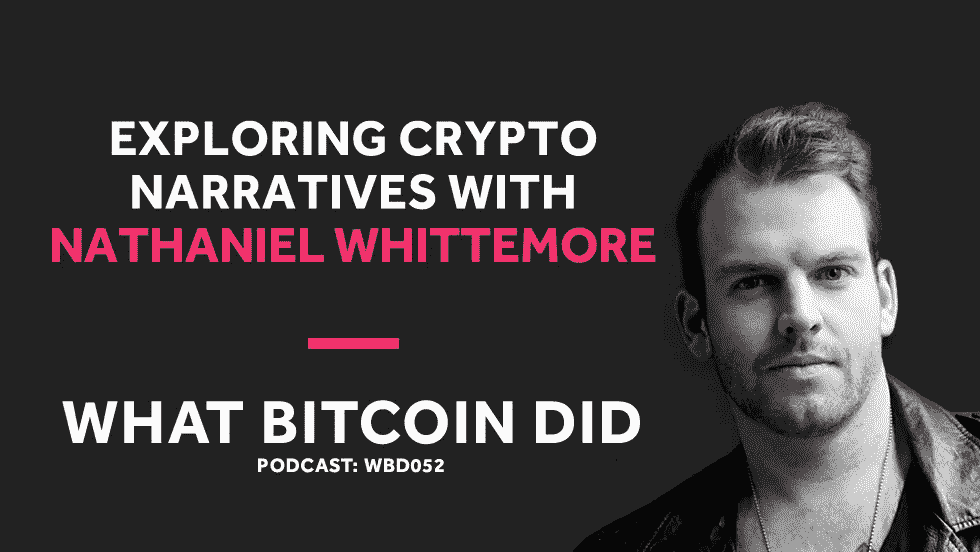 EXPLORING CRYPTO
NARRATIVES WITH
NATHANIEL WHITTEMORE
WHAT BITCOIN DID
PODCAST: WBD052